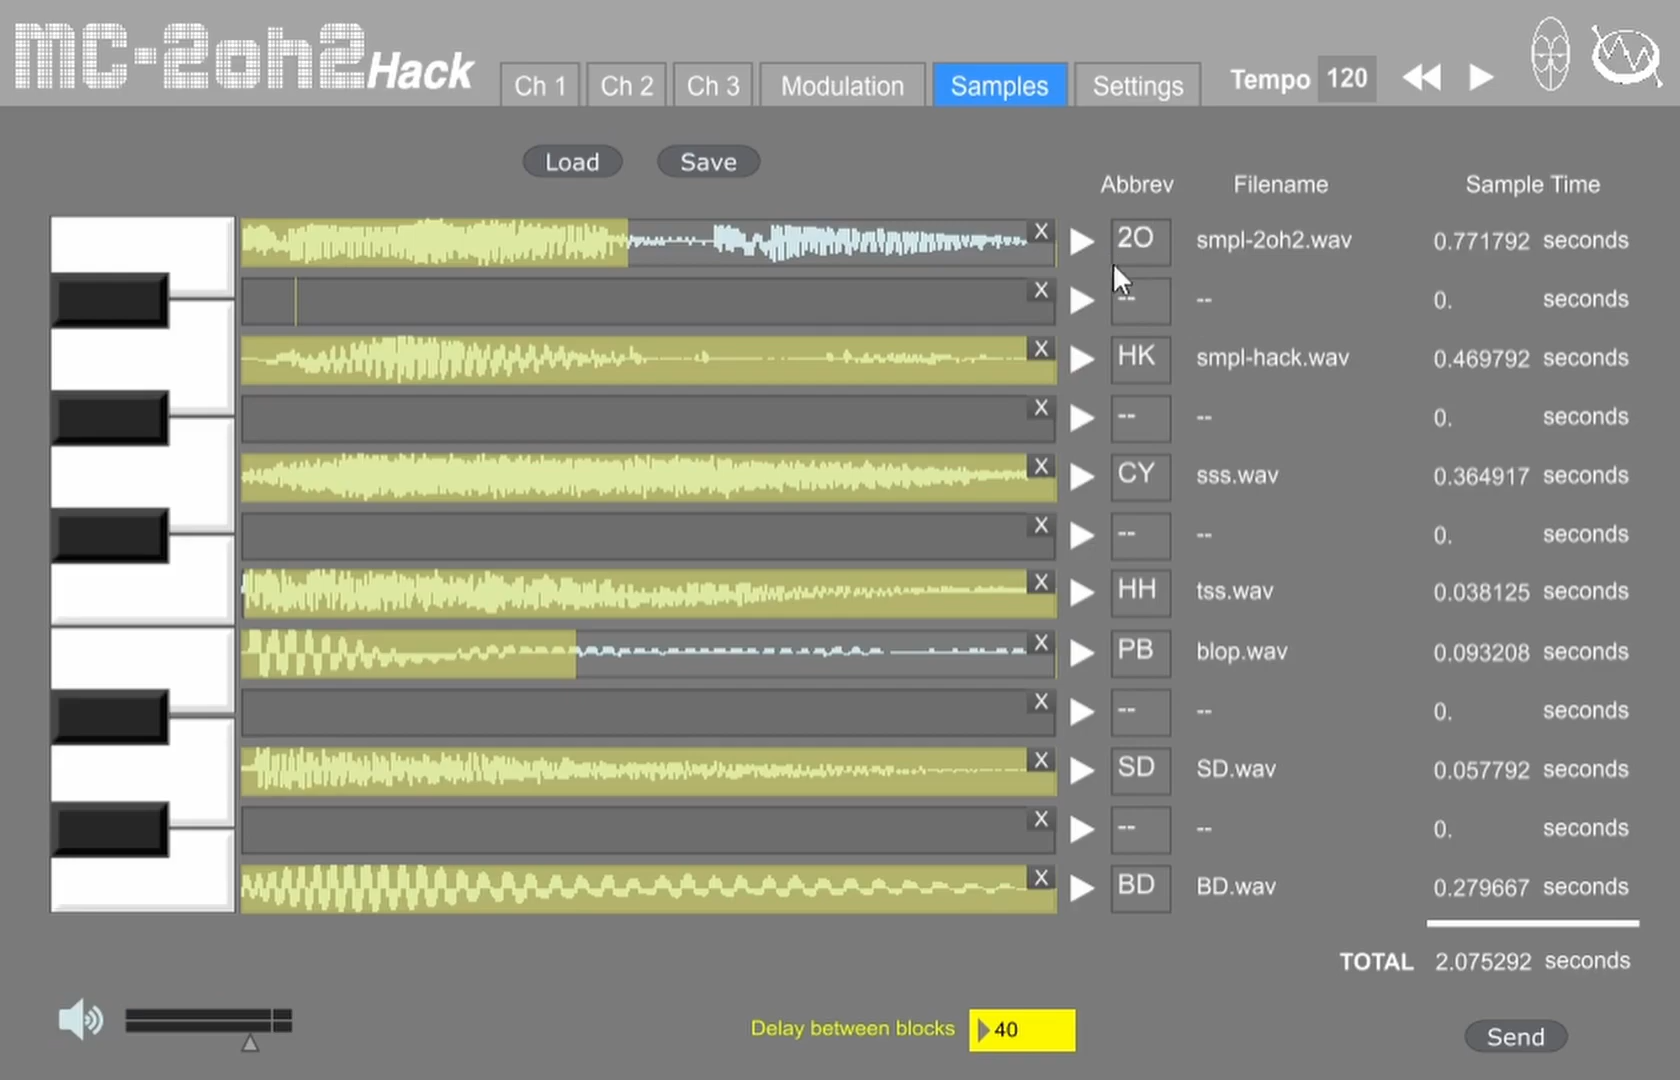 MC-2oh2Hack Ch 1 Ch 2 Ch 3 Modulation Samples Settings Tempo 120
Load Save
Abbrev Filename Sample Time
X 2O smpl-2oh2.wav 0.771792 seconds
X -- -- 0. seconds
X HK smpl-hack.wav 0.469792 seconds
X -- -- 0. seconds
X CY sss.wav 0.364917 seconds
X -- -- 0. seconds
X HH tss.wav 0.038125 seconds
X PB blop.wav 0.093208 seconds
X -- -- 0. seconds
X SD SD.wav 0.057792 seconds
X -- -- 0. seconds
X BD BD.wav 0.279667 seconds
TOTAL 2.075292 seconds
Delay between blocks 40
Send